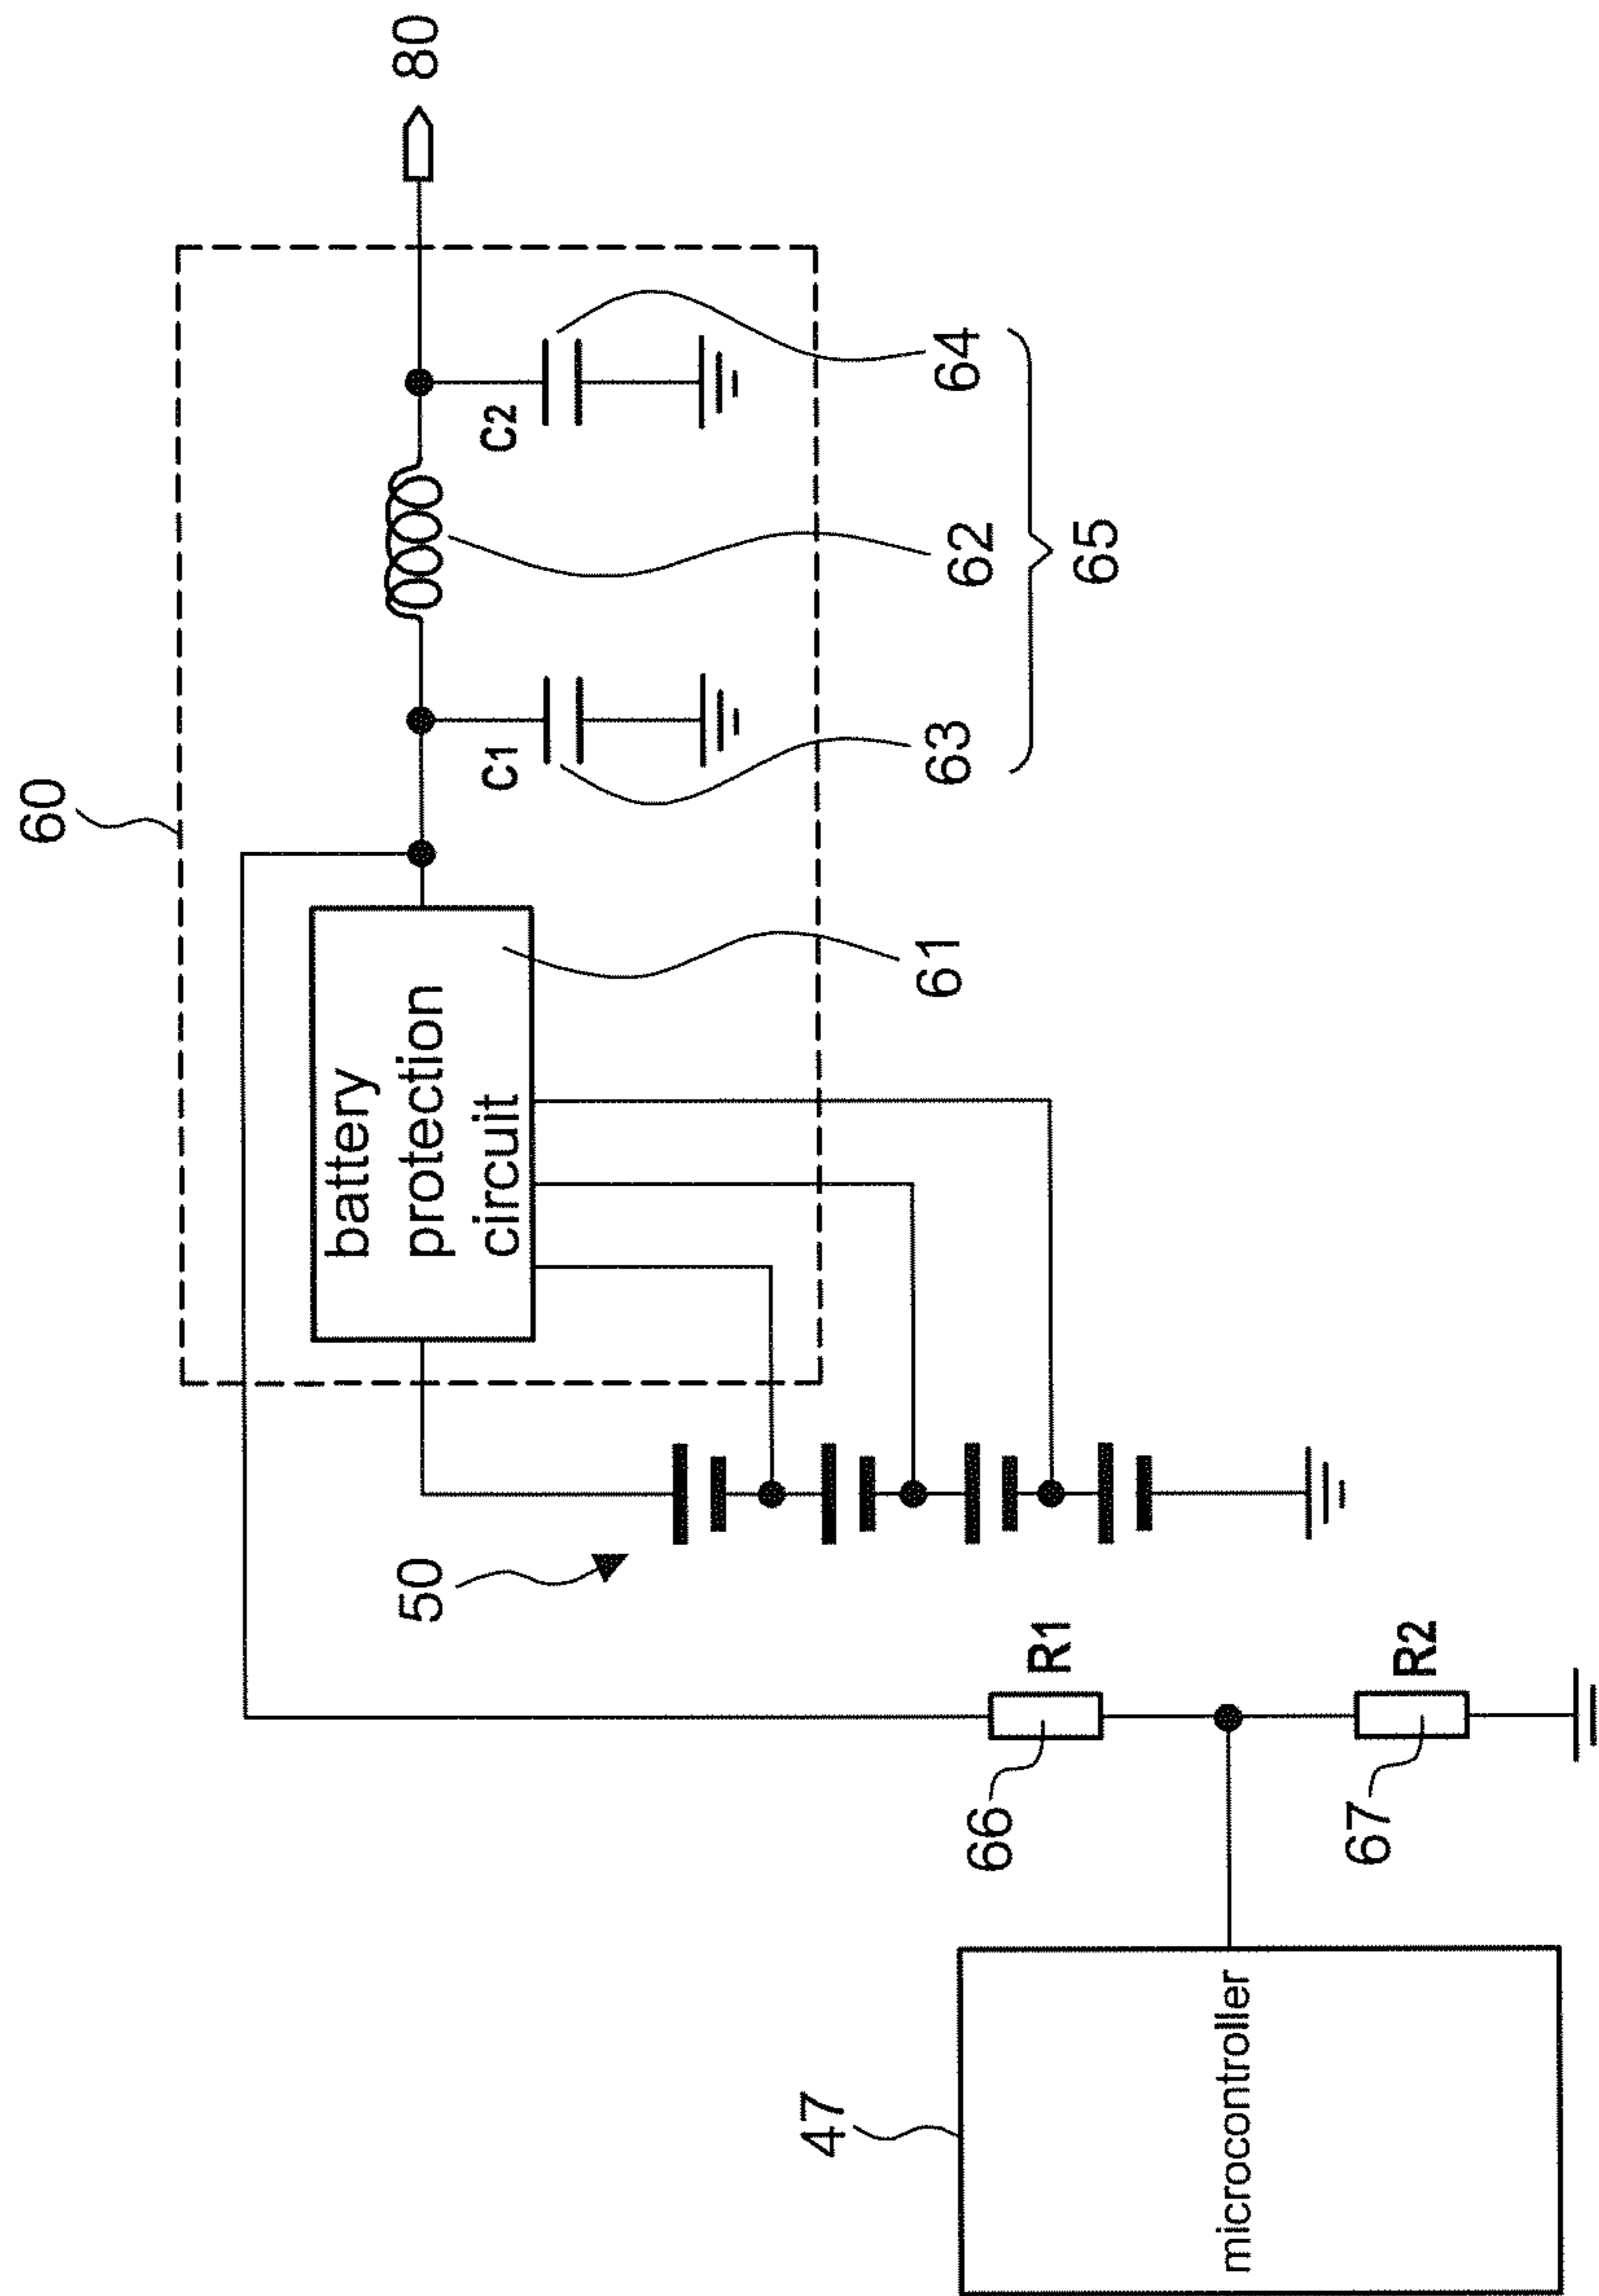 60
80
battery
protection
circuit
C1
C2
61
63
62
64
65
50
R1
66
R2
67
47
microcontroller